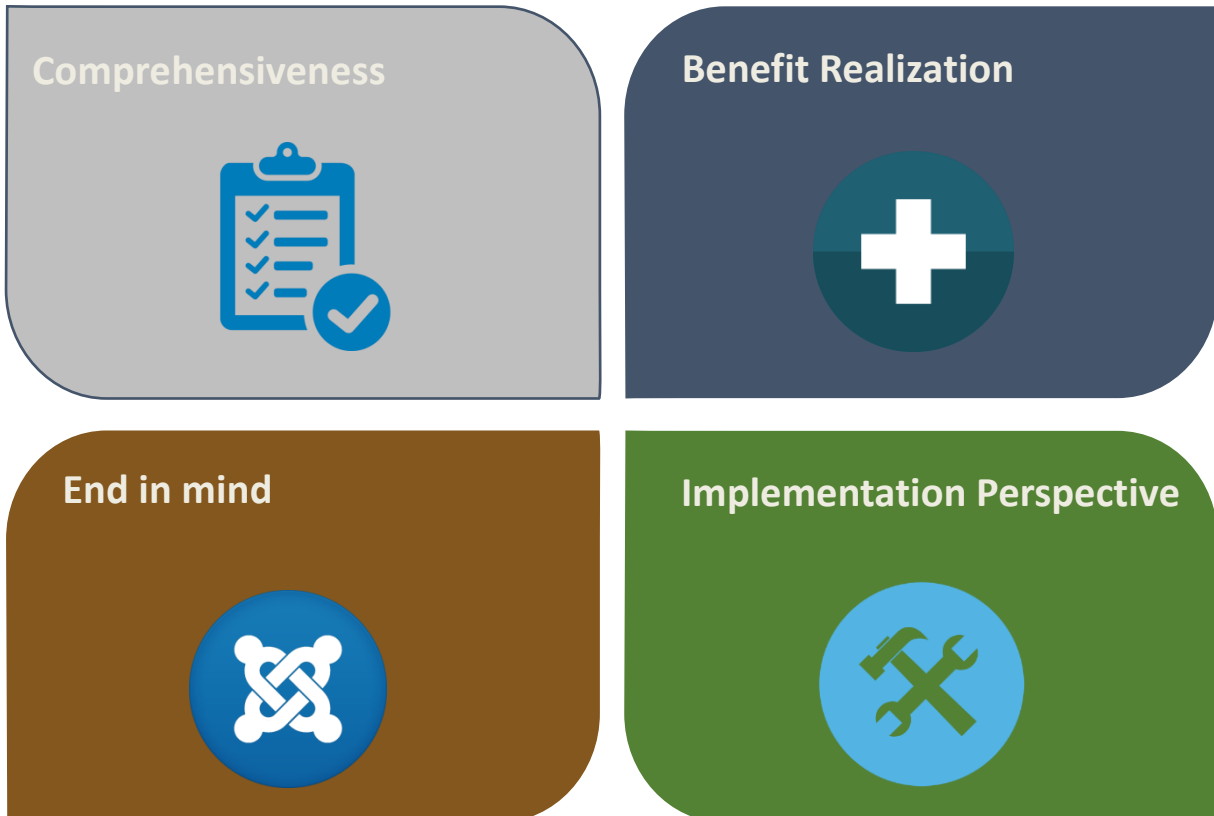 Comprehensiveness
Benefit Realization
End in mind
Implementation Perspective